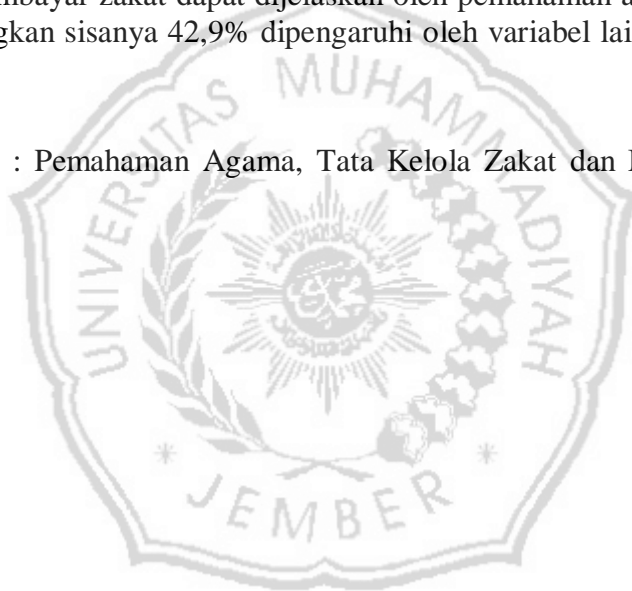 mbayar zakat dapat dijelaskan oleh pemahaman a
gkan sisanya 42,9% dipengaruhi oleh variabel lai
: Pemahaman Agama, Tata Kelola Zakat dan
UNIVERSITAS MUHAMMADIYAH
JEMBER